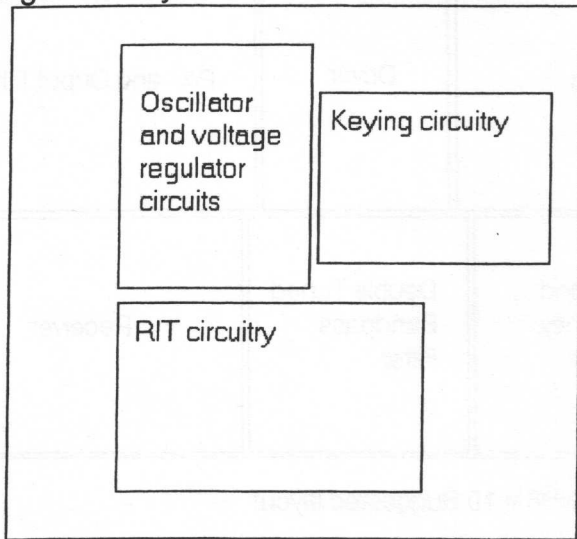 Oscillator
and voltage
regulator
circuits
Keying circuitry
RIT circuitry